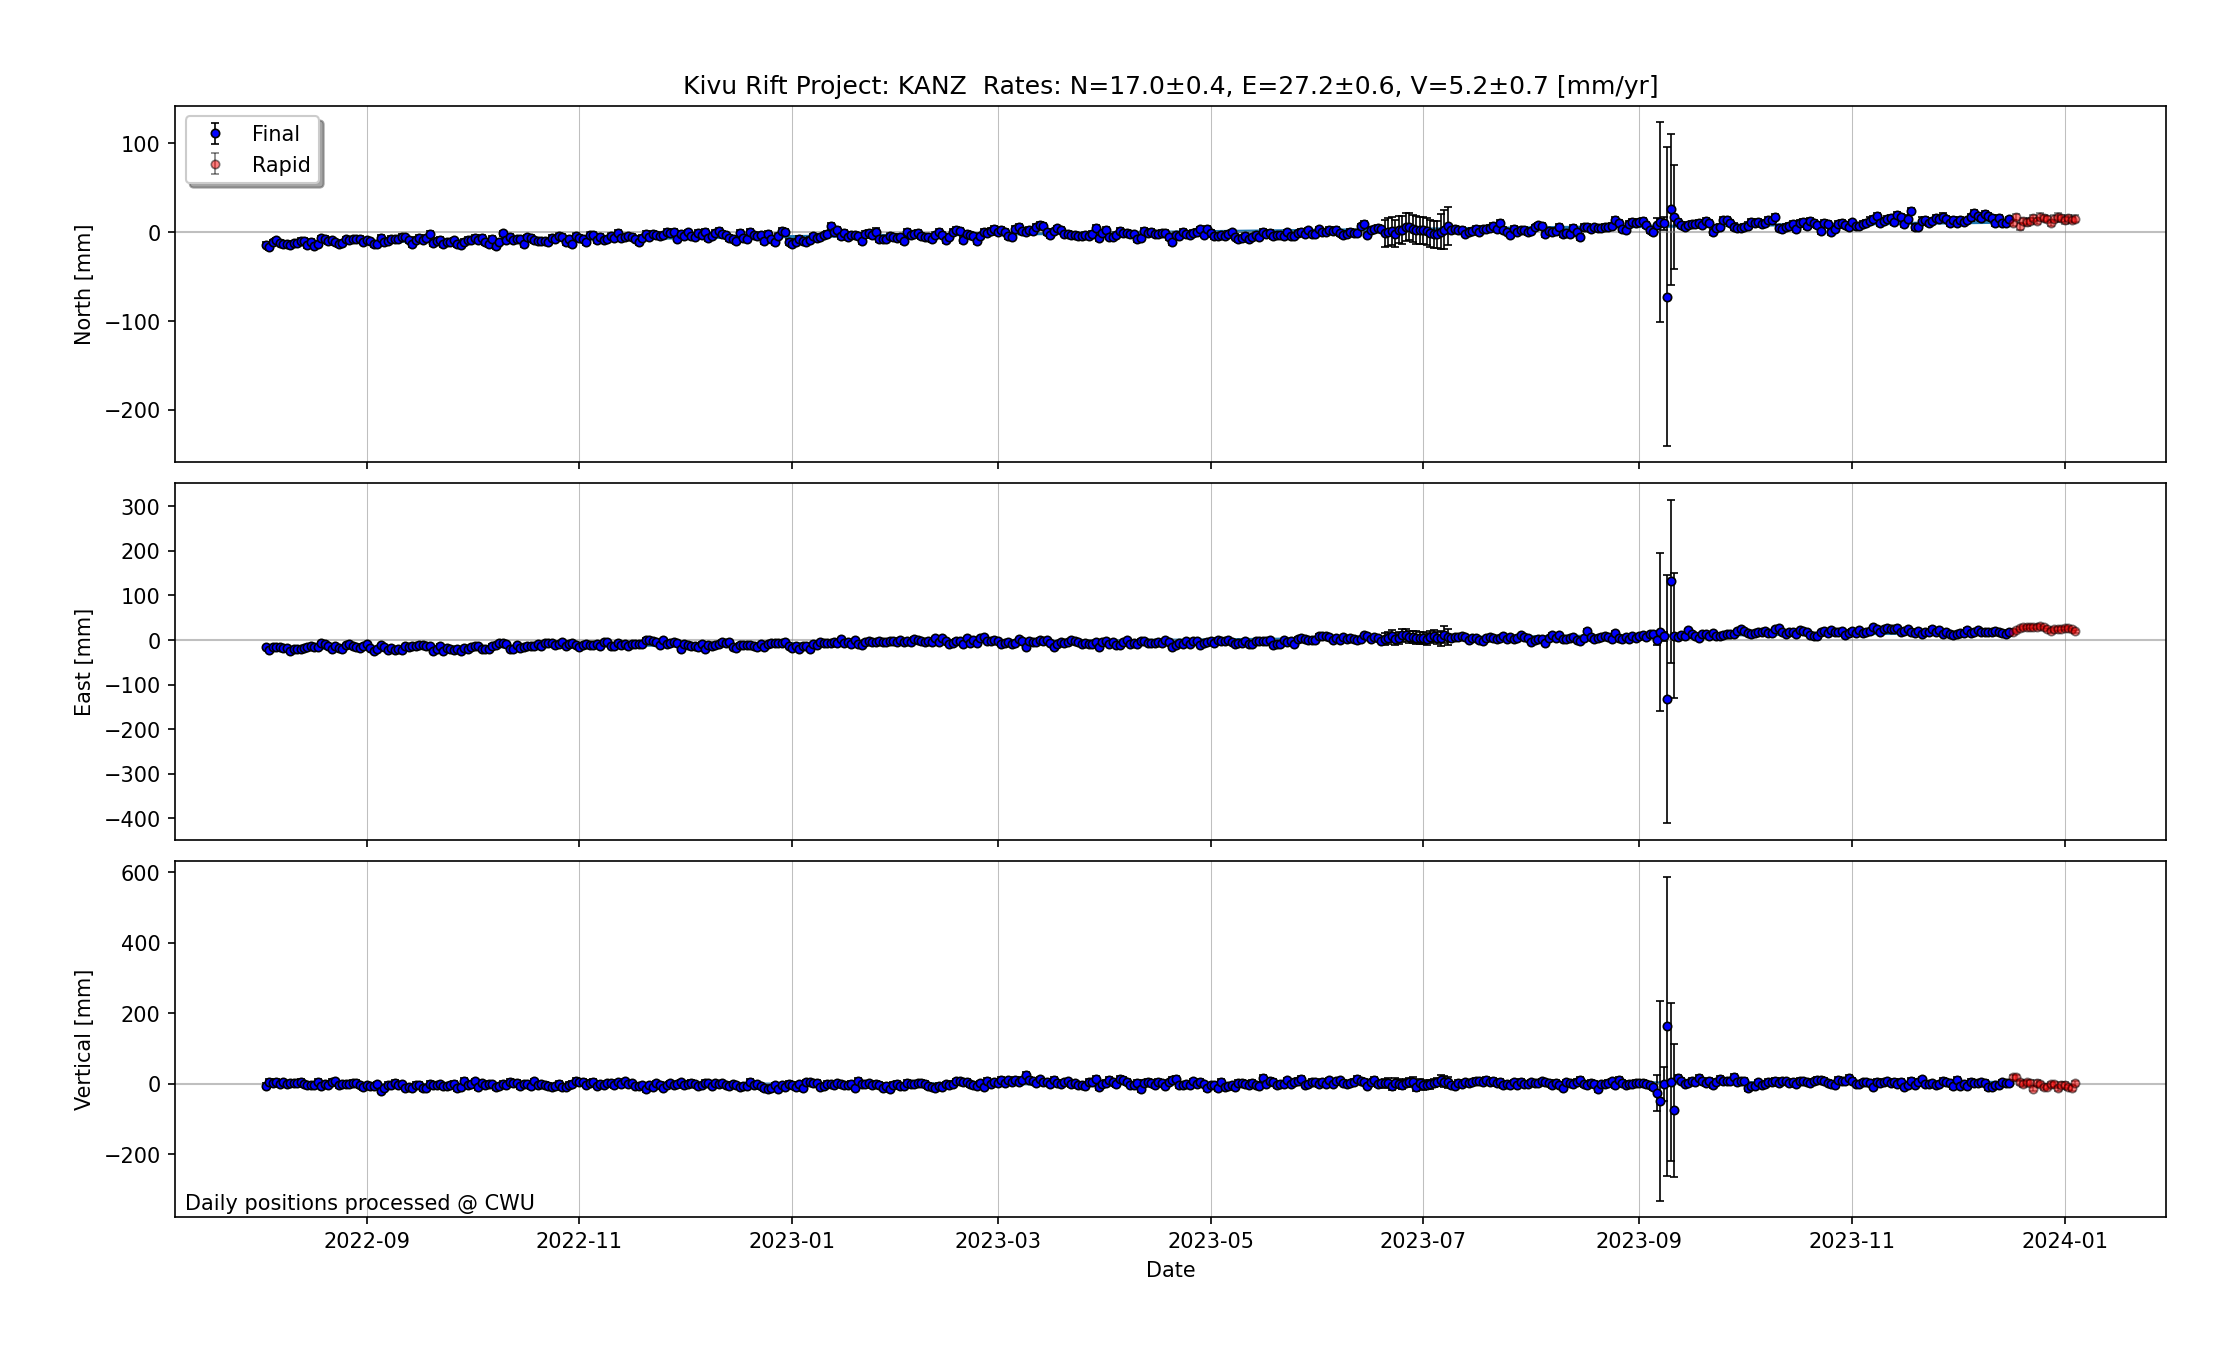 Kivu Rift Project: KANZ  Rates: N=17.0±0.4, E=27.2±0.6, V=5.2±0.7 [mm/yr]
Final
Rapid
North [mm]
100
0
−100
−200
East [mm]
300
200
100
0
−100
−200
−300
−400
Vertical [mm]
600
400
200
0
−200
Daily positions processed @ CWU
2022-09 2022-11 2023-01 2023-03 2023-05 2023-07 2023-09 2023-11 2024-01
Date